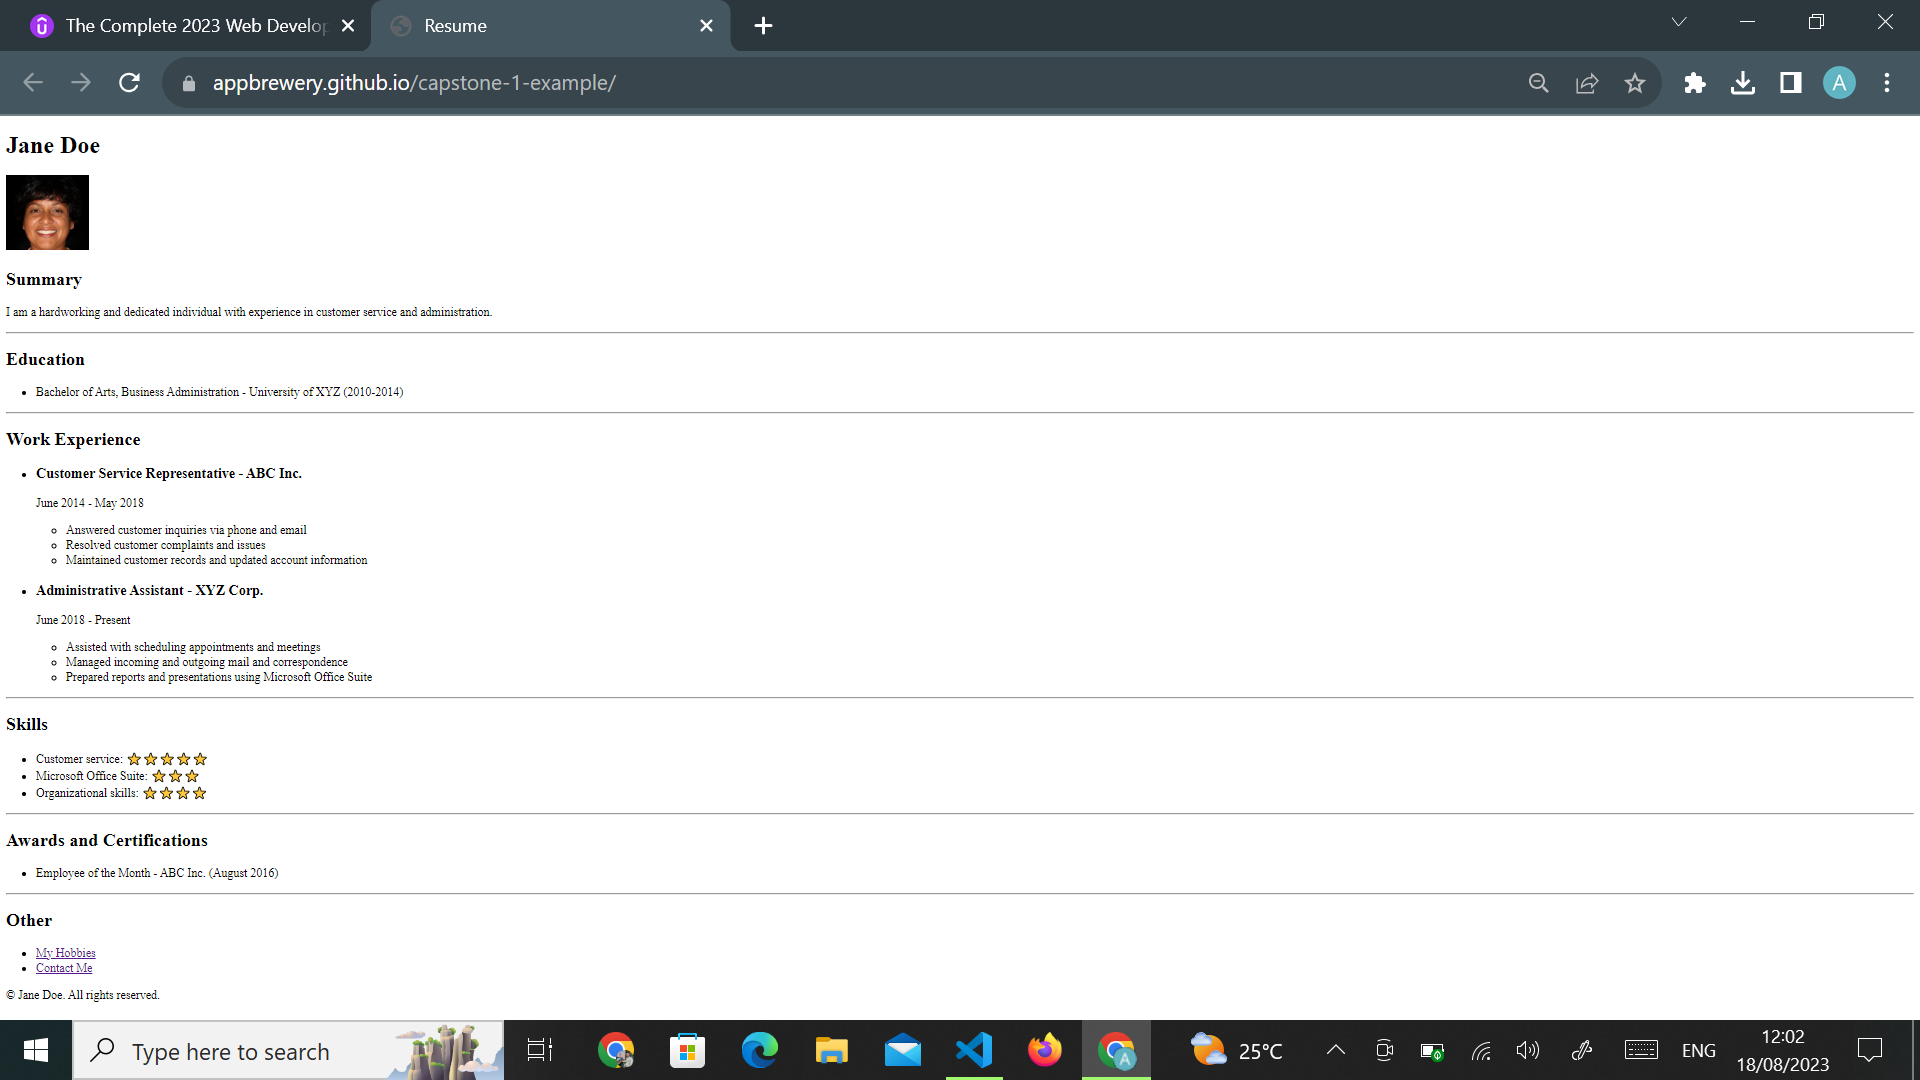 The Complete 2023 Web Develop
Resume
appbrewery.github.io/capstone-1-example/
A
Jane Doe
Summary
I am a hardworking and dedicated individual with experience in customer service and administration.
Education
Bachelor of Arts, Business Administration - University of XYZ (2010-2014)
Work Experience
Customer Service Representative - ABC Inc.
June 2014 - May 2018
Answered customer inquiries via phone and email
Resolved customer complaints and issues
Maintained customer records and updated account information
Administrative Assistant - XYZ Corp.
June 2018 - Present
Assisted with scheduling appointments and meetings
Managed incoming and outgoing mail and correspondence
Prepared reports and presentations using Microsoft Office Suite
Skills
Customer service: ⭐⭐⭐⭐⭐
Microsoft Office Suite: ⭐⭐⭐
Organizational skills: ⭐⭐⭐⭐
Awards and Certifications
Employee of the Month - ABC Inc. (August 2016)
Other
My Hobbies
Contact Me
© Jane Doe. All rights reserved.
Type here to search
A
25°C
ENG
12:02
18/08/2023